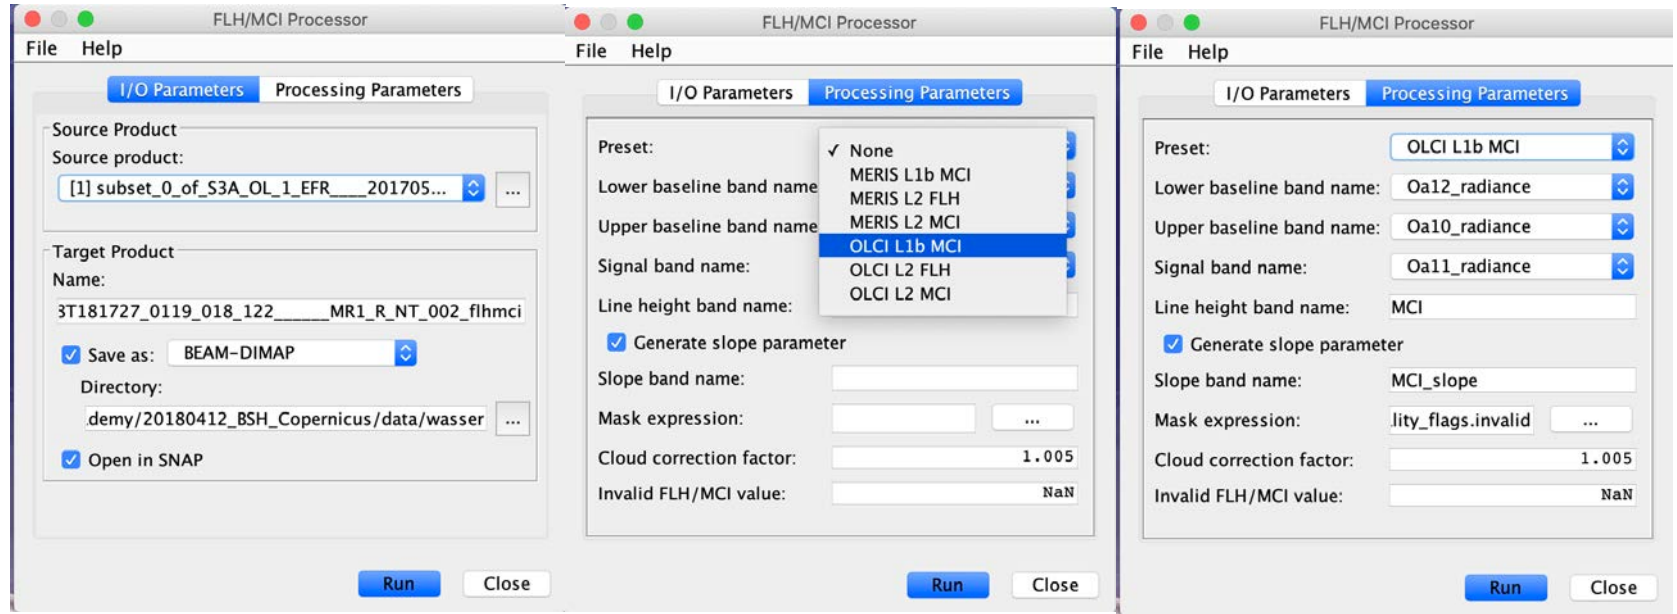 FLH/MCI Processor
File Help
I/O Parameters Processing Parameters
Source Product
Source product:
[1] subset_0_of_S3A_OL_1_EFR____201705... ...
Target Product
Name:
3T181727_0119_018_122______MR1_R_NT_002_flhmci
Save as: BEAM-DIMAP
Directory:
.demy/20180412_BSH_Copernicus/data/wasser ...
Open in SNAP
Run Close
FLH/MCI Processor
File Help
I/O Parameters Processing Parameters
Preset:
✓ None
MERIS L1b MCI
MERIS L2 FLH
MERIS L2 MCI
OLCI L1b MCI
OLCI L2 FLH
OLCI L2 MCI
Lower baseline band name
Upper baseline band name
Signal band name:
Line height band name:
Generate slope parameter
Slope band name:
Mask expression: ...
Cloud correction factor: 1.005
Invalid FLH/MCI value: NaN
Run Close
FLH/MCI Processor
File Help
I/O Parameters Processing Parameters
Preset: OLCI L1b MCI
Lower baseline band name: Oa12_radiance
Upper baseline band name: Oa10_radiance
Signal band name: Oa11_radiance
Line height band name: MCI
Generate slope parameter
Slope band name: MCI_slope
Mask expression: .lity_flags.invalid ...
Cloud correction factor: 1.005
Invalid FLH/MCI value: NaN
Run Close